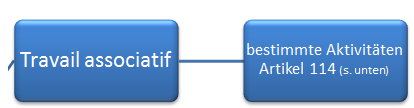 Travail associatif
bestimmte Aktivitäten
Artikel 114 (s. unten)